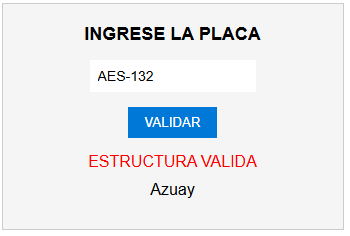 INGRESE LA PLACA
AES-132
VALIDAR
ESTRUCTURA VALIDA
Azuay